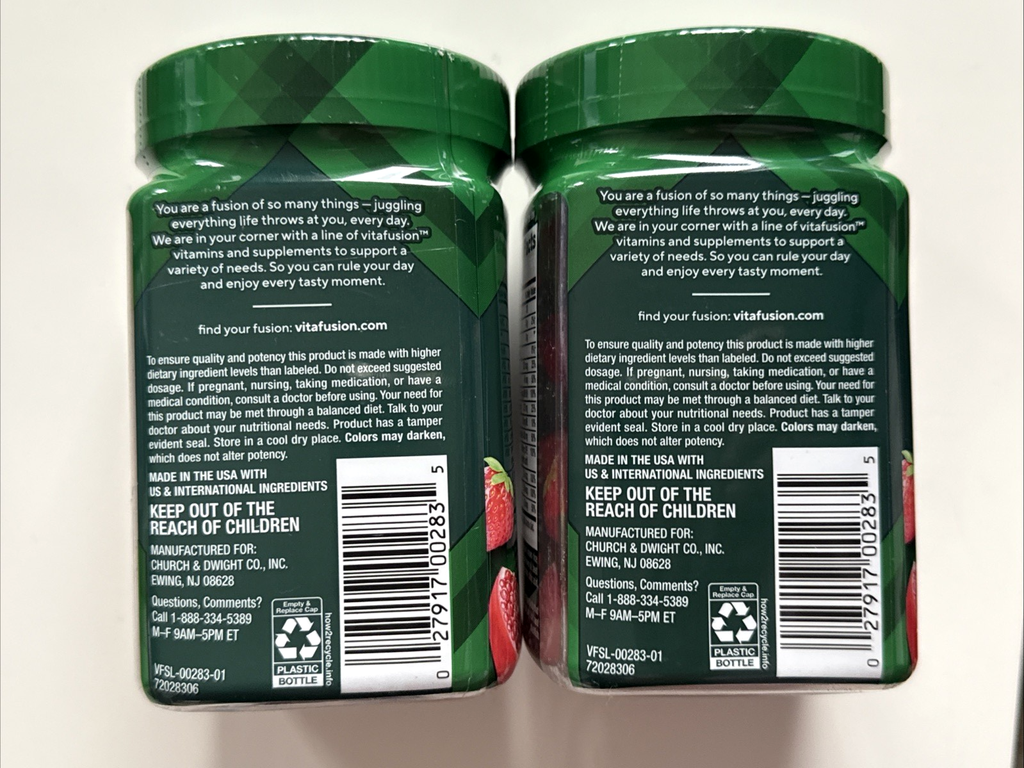 You are a fusion of so many things – juggling
everything life throws at you, every day.
We are in your corner with a line of vitafusion™
vitamins and supplements to support a
variety of needs. So you can rule your day
and enjoy every tasty moment.
find your fusion: vitafusion.com
To ensure quality and potency this product is made with higher
dietary ingredient levels than labeled. Do not exceed suggested
dosage. If pregnant, nursing, taking medication, or have a
medical condition, consult a doctor before using. Your need for
this product may be met through a balanced diet. Talk to your
doctor about your nutritional needs. Product has a tamper
evident seal. Store in a cool dry place. Colors may darken,
which does not alter potency.
MADE IN THE USA WITH
US & INTERNATIONAL INGREDIENTS
KEEP OUT OF THE
REACH OF CHILDREN
MANUFACTURED FOR:
CHURCH & DWIGHT CO., INC.
EWING, NJ 08628
Questions, Comments?
Call 1-888-334-5389
M–F 9AM–5PM ET
VFSL-00283-01
72028306
Empty &
Replace Cap
PLASTIC
BOTTLE
how2recycle.info
0 27917 00283 5
You are a fusion of so many things – juggling
everything life throws at you, every day.
We are in your corner with a line of vitafusion™
vitamins and supplements to support a
variety of needs. So you can rule your day
and enjoy every tasty moment.
find your fusion: vitafusion.com
To ensure quality and potency this product is made with higher
dietary ingredient levels than labeled. Do not exceed suggested
dosage. If pregnant, nursing, taking medication, or have a
medical condition, consult a doctor before using. Your need for
this product may be met through a balanced diet. Talk to your
doctor about your nutritional needs. Product has a tamper
evident seal. Store in a cool dry place. Colors may darken,
which does not alter potency.
MADE IN THE USA WITH
US & INTERNATIONAL INGREDIENTS
KEEP OUT OF THE
REACH OF CHILDREN
MANUFACTURED FOR:
CHURCH & DWIGHT CO., INC.
EWING, NJ 08628
Questions, Comments?
Call 1-888-334-5389
M–F 9AM–5PM ET
VFSL-00283-01
72028306
Empty &
Replace Cap
PLASTIC
BOTTLE
how2recycle.info
0 27917 00283 5